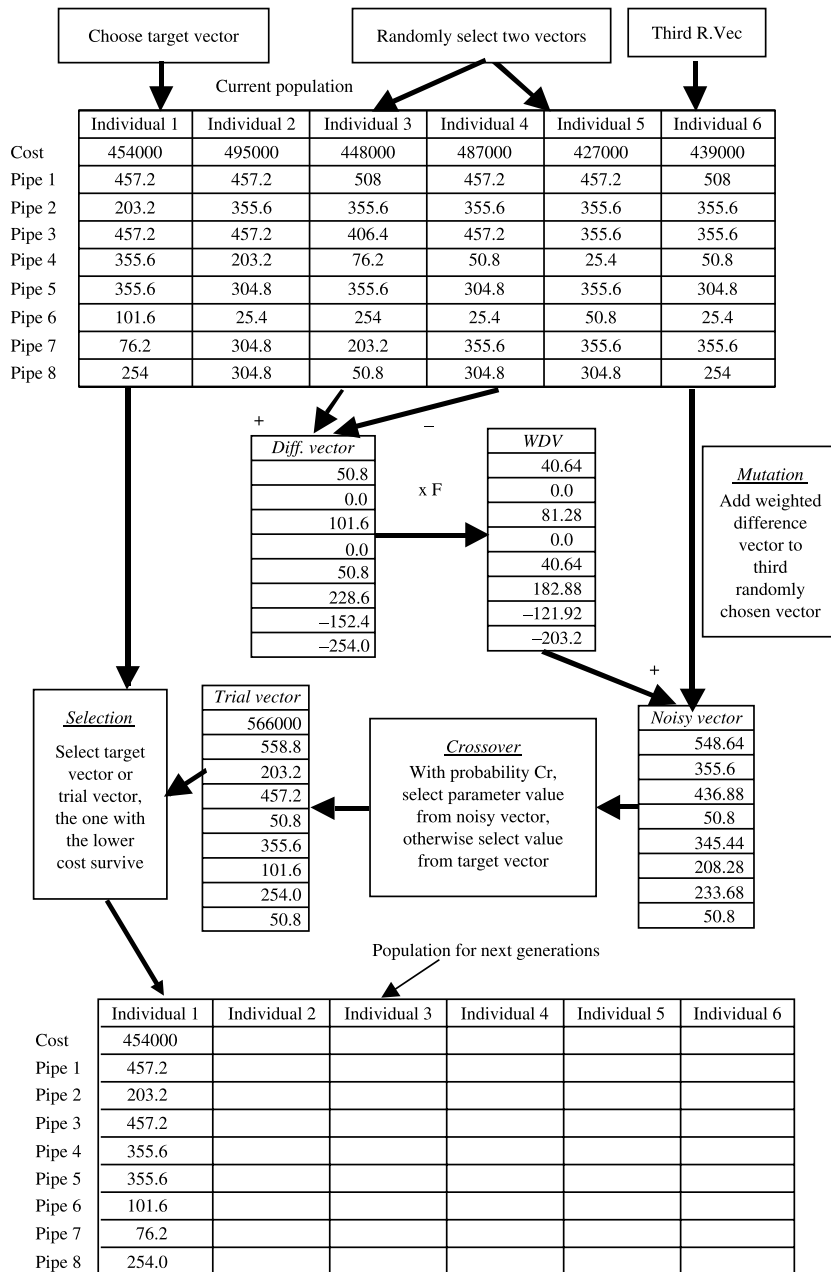 Choose target vector
Randomly select two vectors
Third R.Vec
Current population
Individual 1 Individual 2 Individual 3 Individual 4 Individual 5 Individual 6
Cost 454000 495000 448000 487000 427000 439000
Pipe 1 457.2 457.2 508 457.2 457.2 508
Pipe 2 203.2 355.6 355.6 355.6 355.6 355.6
Pipe 3 457.2 457.2 406.4 457.2 355.6 355.6
Pipe 4 355.6 203.2 76.2 50.8 25.4 50.8
Pipe 5 355.6 304.8 355.6 304.8 355.6 304.8
Pipe 6 101.6 25.4 254 25.4 50.8 25.4
Pipe 7 76.2 304.8 203.2 355.6 355.6 355.6
Pipe 8 254 304.8 50.8 304.8 304.8 254
+
–
Diff. vector
50.8
0.0
101.6
0.0
50.8
228.6
–152.4
–254.0
x F
WDV
40.64
0.0
81.28
0.0
40.64
182.88
–121.92
–203.2
Mutation
Add weighted
difference
vector to
third
randomly
chosen vector
+
Selection
Select target
vector or
trial vector,
the one with
the lower
cost survive
Trial vector
566000
558.8
203.2
457.2
50.8
355.6
101.6
254.0
50.8
Crossover
With probability Cr,
select parameter value
from noisy vector,
otherwise select value
from target vector
Noisy vector
548.64
355.6
436.88
50.8
345.44
208.28
233.68
50.8
Population for next generations
Individual 1 Individual 2 Individual 3 Individual 4 Individual 5 Individual 6
Cost 454000
Pipe 1 457.2
Pipe 2 203.2
Pipe 3 457.2
Pipe 4 355.6
Pipe 5 355.6
Pipe 6 101.6
Pipe 7 76.2
Pipe 8 254.0